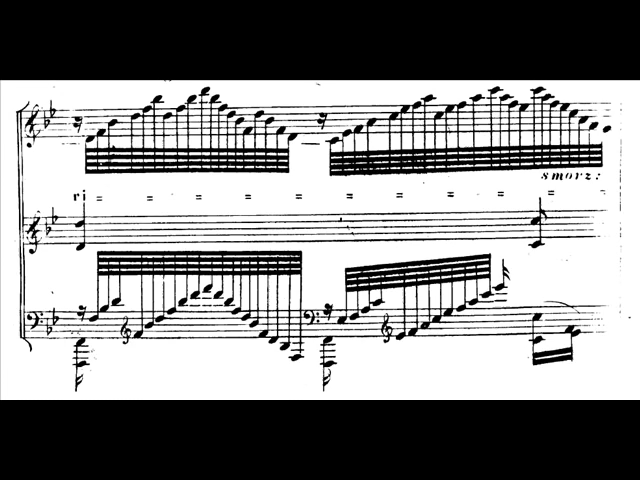 smorz:
ri = = = = = = = = = = =